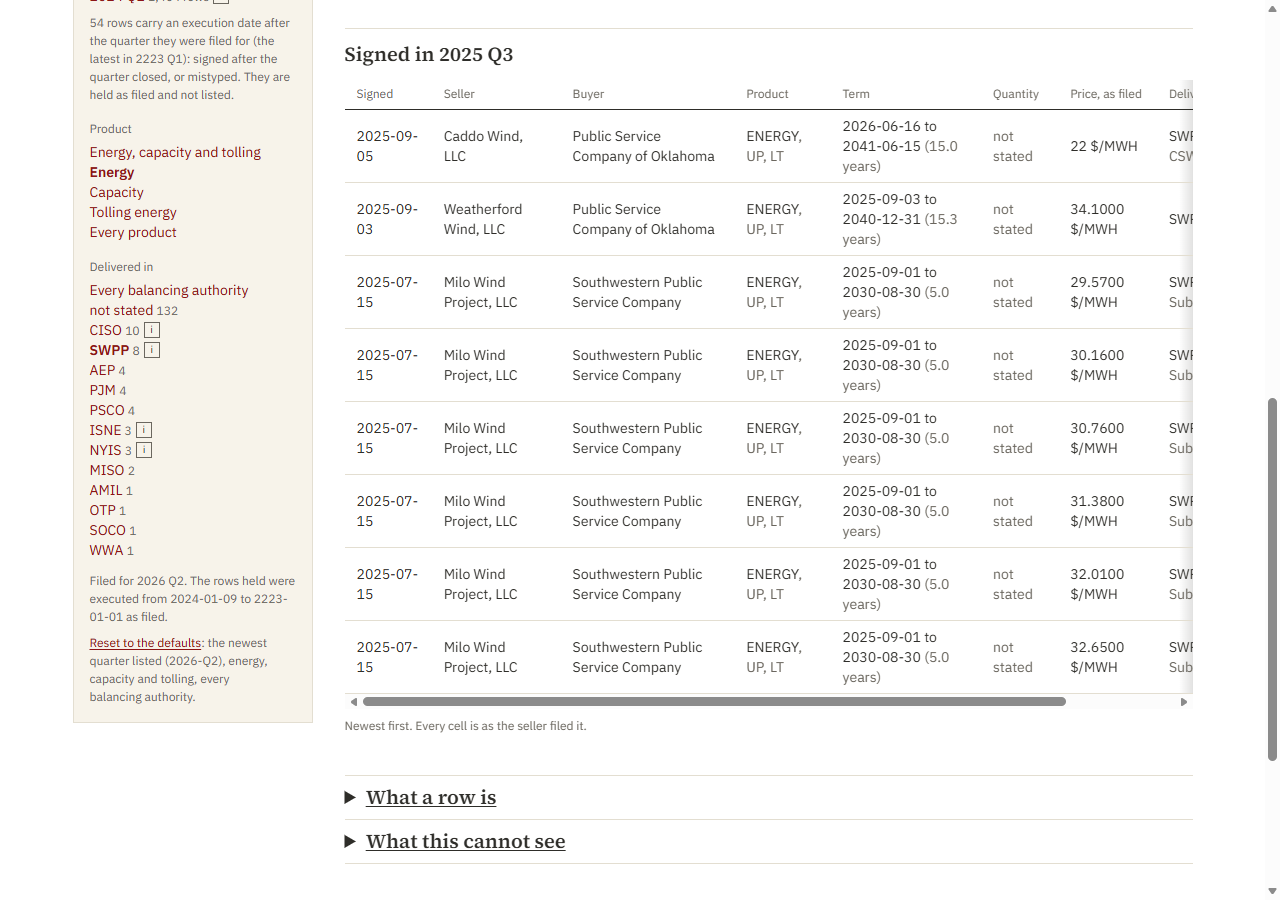 54 rows carry an execution date after
the quarter they were filed for (the
latest in 2223 Q1): signed after the
quarter closed, or mistyped. They are
held as filed and not listed.
Product
Energy, capacity and tolling
Energy
Capacity
Tolling energy
Every product
Delivered in
Every balancing authority
not stated 132
CISO 10 i
SWPP 8 i
AEP 4
PJM 4
PSCO 4
ISNE 3 i
NYIS 3 i
MISO 2
AMIL 1
OTP 1
SOCO 1
WWA 1
Filed for 2026 Q2. The rows held were
executed from 2024-01-09 to 2223-
01-01 as filed.
Reset to the defaults: the newest
quarter listed (2026-Q2), energy,
capacity and tolling, every
balancing authority.
Signed in 2025 Q3
Signed Seller Buyer Product Term Quantity Price, as filed
2026-06-16 to
2025-09- Caddo Wind, Public Service ENERGY, 2041-06-15 (15.0 not 22 $/MWH
05 LLC Company of Oklahoma UP, LT years) stated
2025-09-03 to
2025-09- Weatherford Public Service ENERGY, 2040-12-31 (15.3 not 34.1000
03 Wind, LLC Company of Oklahoma UP, LT years) stated $/MWH
2025-09-01 to
2025-07- Milo Wind Southwestern Public ENERGY, 2030-08-30 (5.0 not 29.5700
15 Project, LLC Service Company UP, LT years) stated $/MWH
2025-09-01 to
2025-07- Milo Wind Southwestern Public ENERGY, 2030-08-30 (5.0 not 30.1600
15 Project, LLC Service Company UP, LT years) stated $/MWH
2025-09-01 to
2025-07- Milo Wind Southwestern Public ENERGY, 2030-08-30 (5.0 not 30.7600
15 Project, LLC Service Company UP, LT years) stated $/MWH
2025-09-01 to
2025-07- Milo Wind Southwestern Public ENERGY, 2030-08-30 (5.0 not 31.3800
15 Project, LLC Service Company UP, LT years) stated $/MWH
2025-09-01 to
2025-07- Milo Wind Southwestern Public ENERGY, 2030-08-30 (5.0 not 32.0100
15 Project, LLC Service Company UP, LT years) stated $/MWH
2025-09-01 to
2025-07- Milo Wind Southwestern Public ENERGY, 2030-08-30 (5.0 not 32.6500
15 Project, LLC Service Company UP, LT years) stated $/MWH
Newest first. Every cell is as the seller filed it.
What a row is
What this cannot see